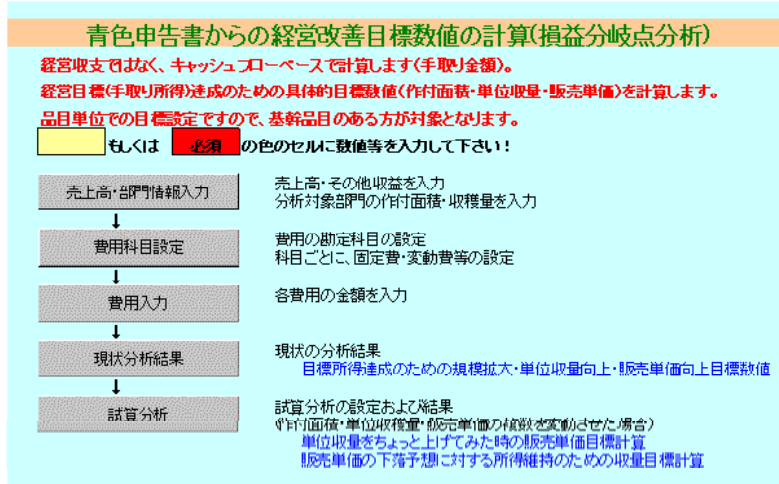 青色申告書からの経営改善目標数値の計算(損益分岐点分析)
経営収支ではなく、キャッシュフローベースで計算します(手取り金額)。
経営目標(手取り所得)達成のための具体的目標数値(作付面積・単位収量・販売単価)を計算します。
品目単位での目標設定ですので、基幹品目のある方が対象となります。
もしくは 必須 の色のセルに数値等を入力して下さい!
売上高・部門情報入力
売上高・その他収益を入力
分析対象部門の作付面積・収穫量を入力
費用科目設定
費用の勘定科目の設定
科目ごとに、固定費・変動費等の設定
費用入力
各費用の金額を入力
現状分析結果
現状の分析結果
目標所得達成のための規模拡大・単位収量向上・販売単価向上目標数値
試算分析
試算分析の設定および結果
(作付面積・単位収穫量・販売単価の複数を変動させた場合)
単位収量をちょっと上げてみた時の販売単価目標計算
販売単価の下落予想に対する所得維持のための収量目標計算